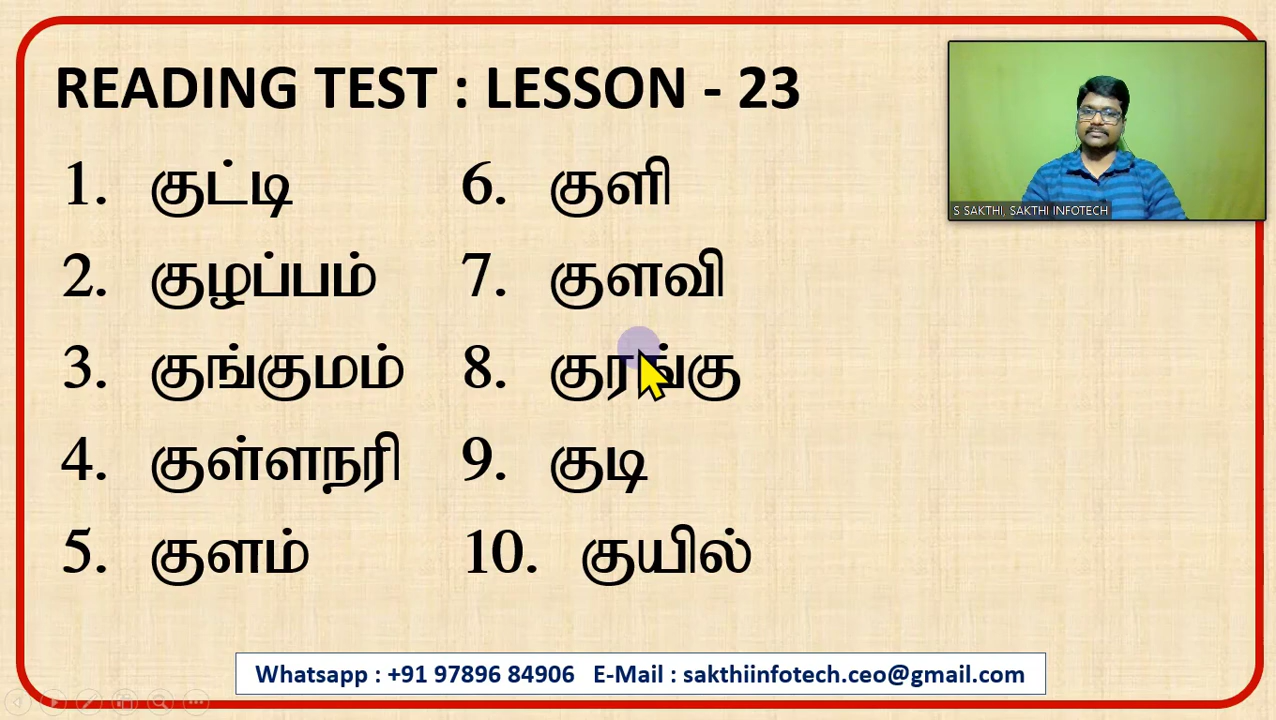 READING TEST : LESSON - 23
1. குட்டி
2. குழப்பம்
3. குங்குமம்
4. குள்ளநரி
5. குளம்
6. குளி
7. குளவி
8. குரங்கு
9. குடி
10. குயில்
S SAKTHI, SAKTHI INFOTECH
Whatsapp : +91 97896 84906 E-Mail : sakthiinfotech.ceo@gmail.com